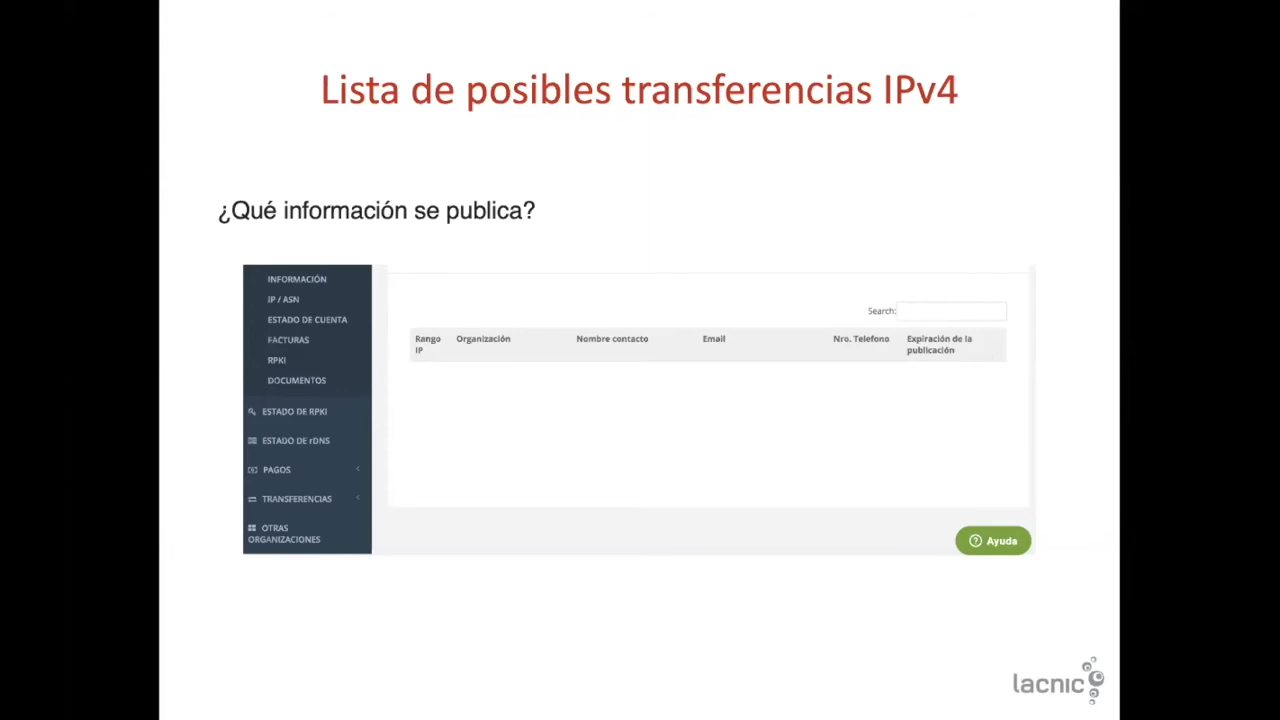 Lista de posibles transferencias IPv4
¿Qué información se publica?
INFORMACIÓN
IP / ASN
ESTADO DE CUENTA
FACTURAS
RPKI
DOCUMENTOS
ESTADO DE RPKI
ESTADO DE rDNS
PAGOS
TRANSFERENCIAS
OTRAS
ORGANIZACIONES
Search:
Rango
IP
Organización
Nombre contacto
Email
Nro. Telefono
Expiración de la
publicación
Ayuda
lacnic